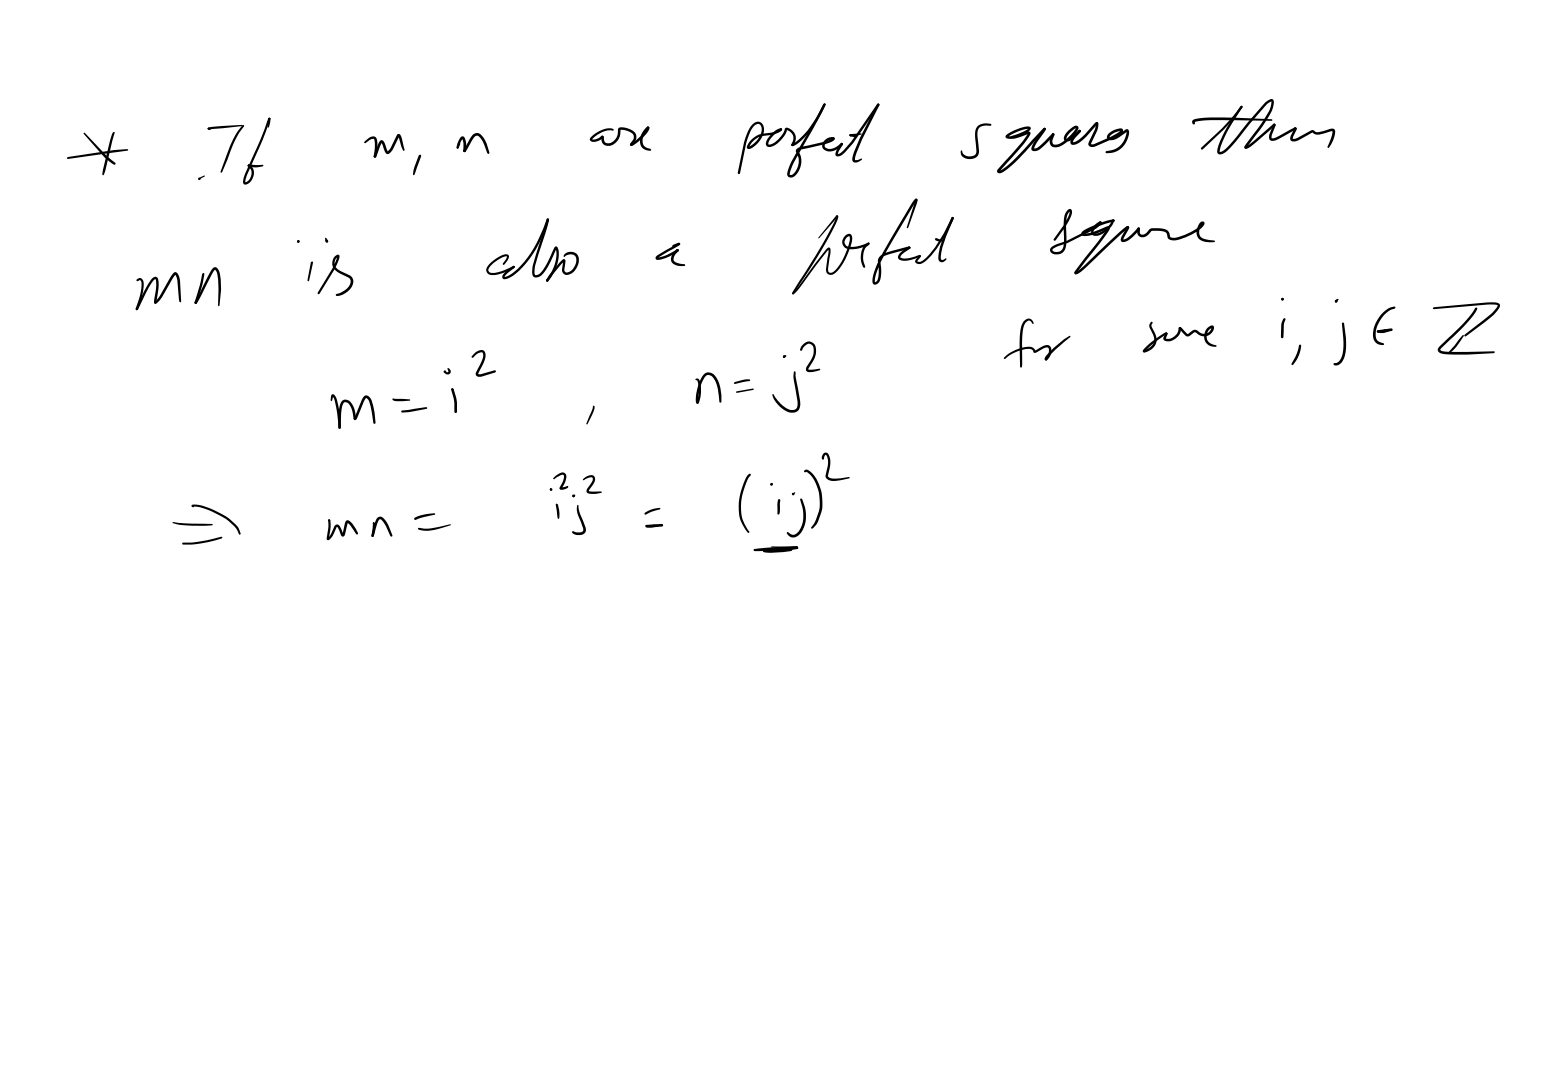 * If m, n are perfect squares then
mn is also a perfect square
m = i², n = j² for some i, j ∈ ℤ
⇒ mn = i²j² = (ij)²